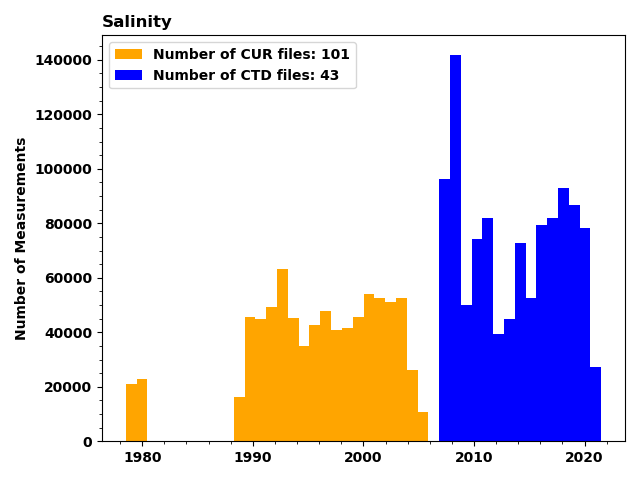 Salinity
Number of CUR files: 101
Number of CTD files: 43
Number of Measurements
140000
120000
100000
80000
60000
40000
20000
0
1980 1990 2000 2010 2020